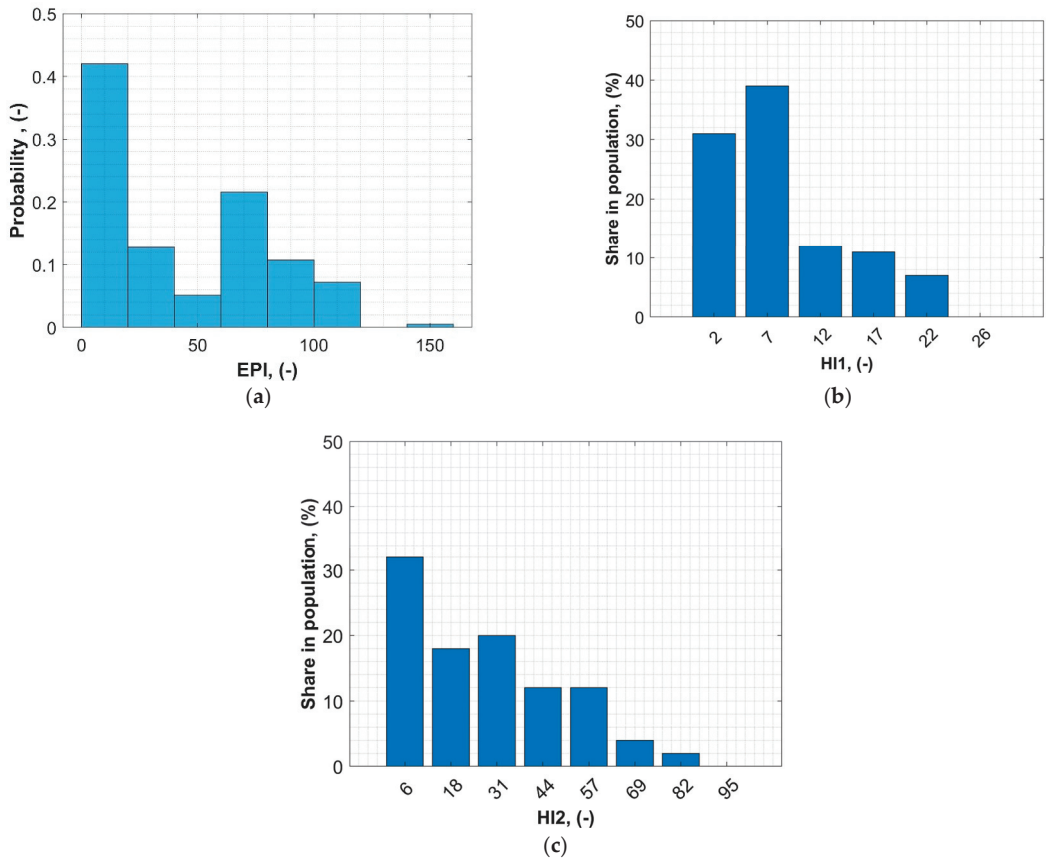 0.5
0.4
0.3
0.2
0.1
0
Probability , (-)
0 50 100 150
EPI, (-)
(a)
50
40
30
20
10
0
Share in population, (%)
2 7 12 17 22 26
HI1, (-)
(b)
50
40
30
20
10
0
Share in population, (%)
6 18 31 44 57 69 82 95
HI2, (-)
(c)